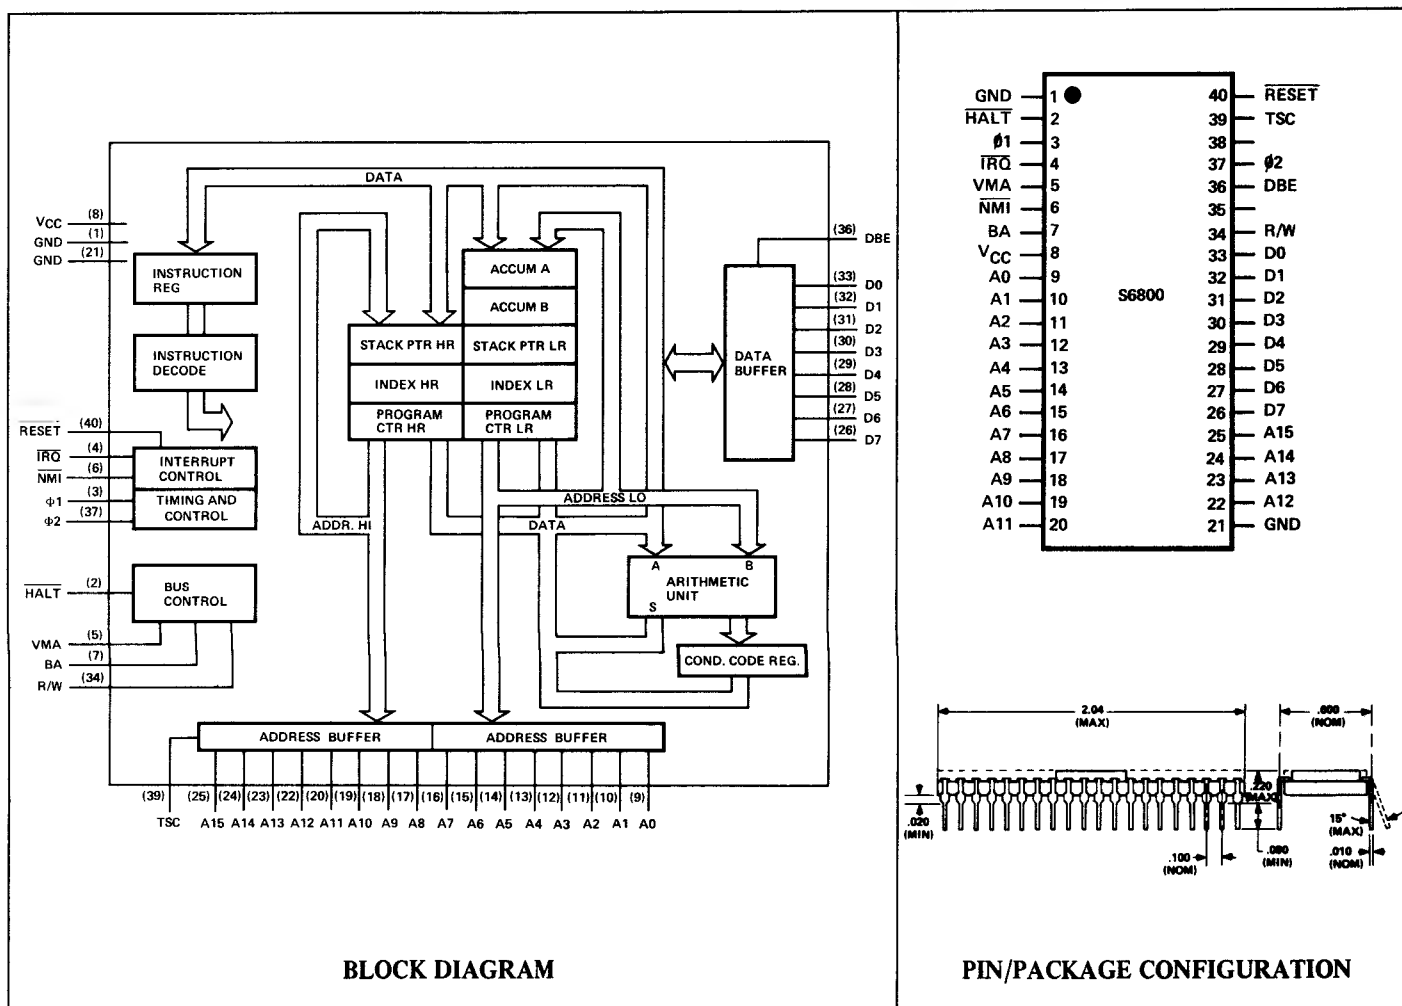 DATA
VCC (8)
GND (1)
GND (21)
INSTRUCTION
REG
INSTRUCTION
DECODE
RESET (40)
IRQ (4)
NMI (6)
INTERRUPT
CONTROL
Φ1 (3)
Φ2 (37)
TIMING AND
CONTROL
HALT (2)
BUS
CONTROL
VMA (5)
BA (7)
R/W (34)
ACCUM A
ACCUM B
STACK PTR HR
STACK PTR LR
INDEX HR
INDEX LR
PROGRAM
CTR HR
PROGRAM
CTR LR
ADDR. HI
DATA
ADDRESS LO
A
B
ARITHMETIC
UNIT
S
COND. CODE REG.
DATA
BUFFER
(36) DBE
(33) D0
(32) D1
(31) D2
(30) D3
(29) D4
(28) D5
(27) D6
(26) D7
ADDRESS BUFFER
ADDRESS BUFFER
(39) (25) (24) (23) (22) (20) (19) (18) (17) (16) (15) (14) (13) (12) (11) (10) (9)
TSC A15 A14 A13 A12 A11 A10 A9 A8 A7 A6 A5 A4 A3 A2 A1 A0
BLOCK DIAGRAM
GND 1 40 RESET
HALT 2 39 TSC
ø1 3 38
IRQ 4 37 ø2
VMA 5 36 DBE
NMI 6 35
BA 7 34 R/W
VCC 8 33 D0
A0 9 32 D1
A1 10 31 D2
S6800
A2 11 30 D3
A3 12 29 D4
A4 13 28 D5
A5 14 27 D6
A6 15 26 D7
A7 16 25 A15
A8 17 24 A14
A9 18 23 A13
A10 19 22 A12
A11 20 21 GND
2.04
(MAX)
.600
(NOM)
.020
(MIN)
.220
(MAX)
.100
(NOM)
.080
(MIN)
15°
(MAX)
.010
(NOM)
PIN/PACKAGE CONFIGURATION